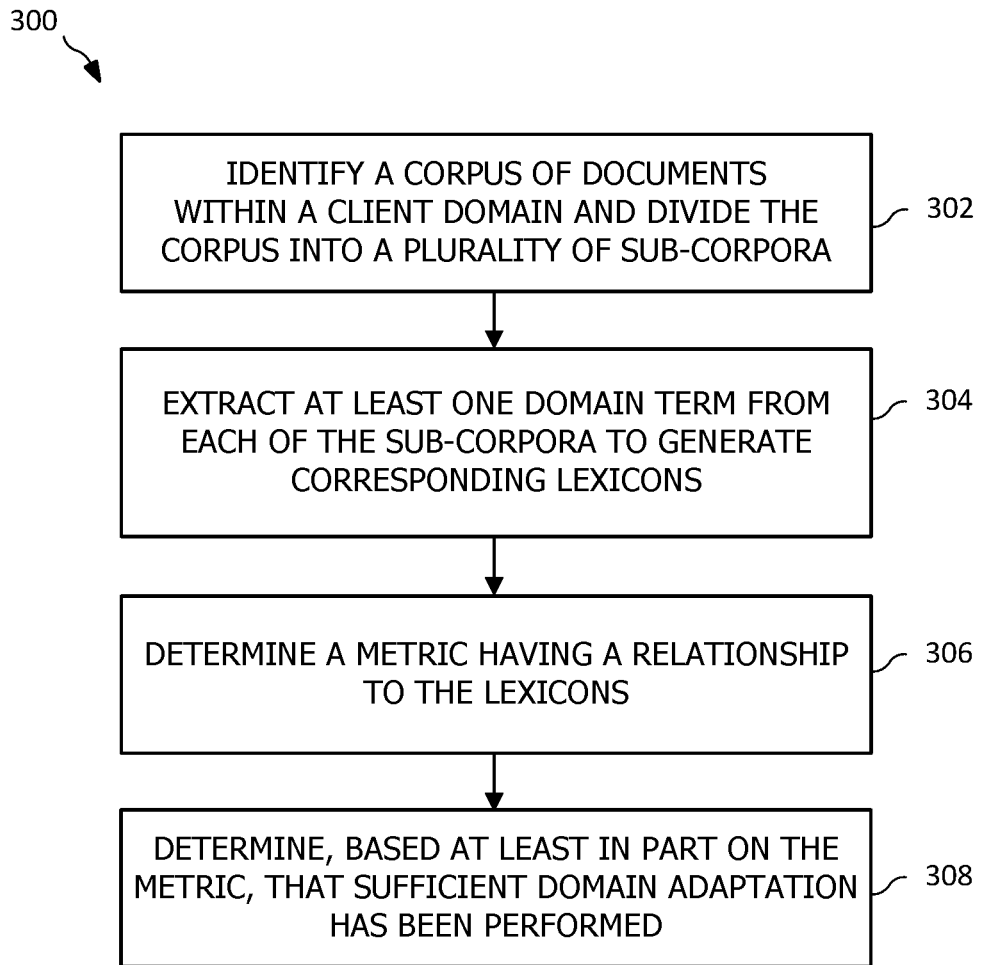 300
IDENTIFY A CORPUS OF DOCUMENTS
WITHIN A CLIENT DOMAIN AND DIVIDE THE
CORPUS INTO A PLURALITY OF SUB-CORPORA
302
EXTRACT AT LEAST ONE DOMAIN TERM FROM
EACH OF THE SUB-CORPORA TO GENERATE
CORRESPONDING LEXICONS
304
DETERMINE A METRIC HAVING A RELATIONSHIP
TO THE LEXICONS
306
DETERMINE, BASED AT LEAST IN PART ON THE
METRIC, THAT SUFFICIENT DOMAIN ADAPTATION
HAS BEEN PERFORMED
308